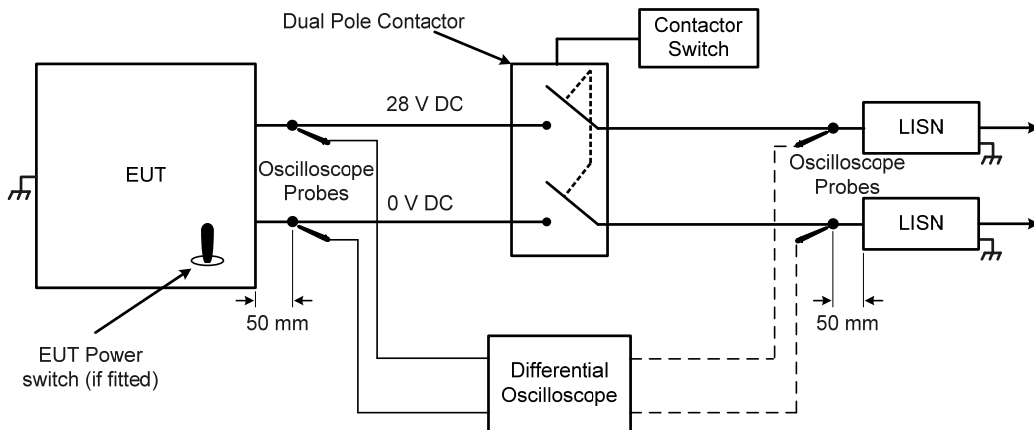 Dual Pole Contactor
Contactor
Switch
28 V DC
LISN
EUT
Oscilloscope
Probes
Oscilloscope
Probes
0 V DC
LISN
50 mm
50 mm
EUT Power
switch (if fitted)
Differential
Oscilloscope